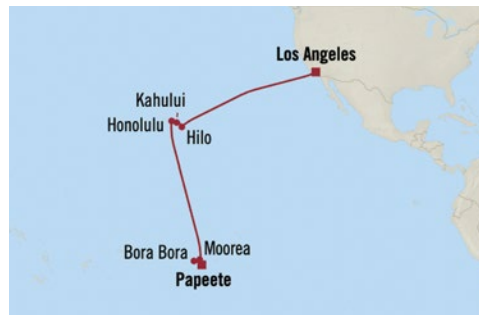 Los Angeles
Kahului
Honolulu
Hilo
Bora Bora
Moorea
Papeete